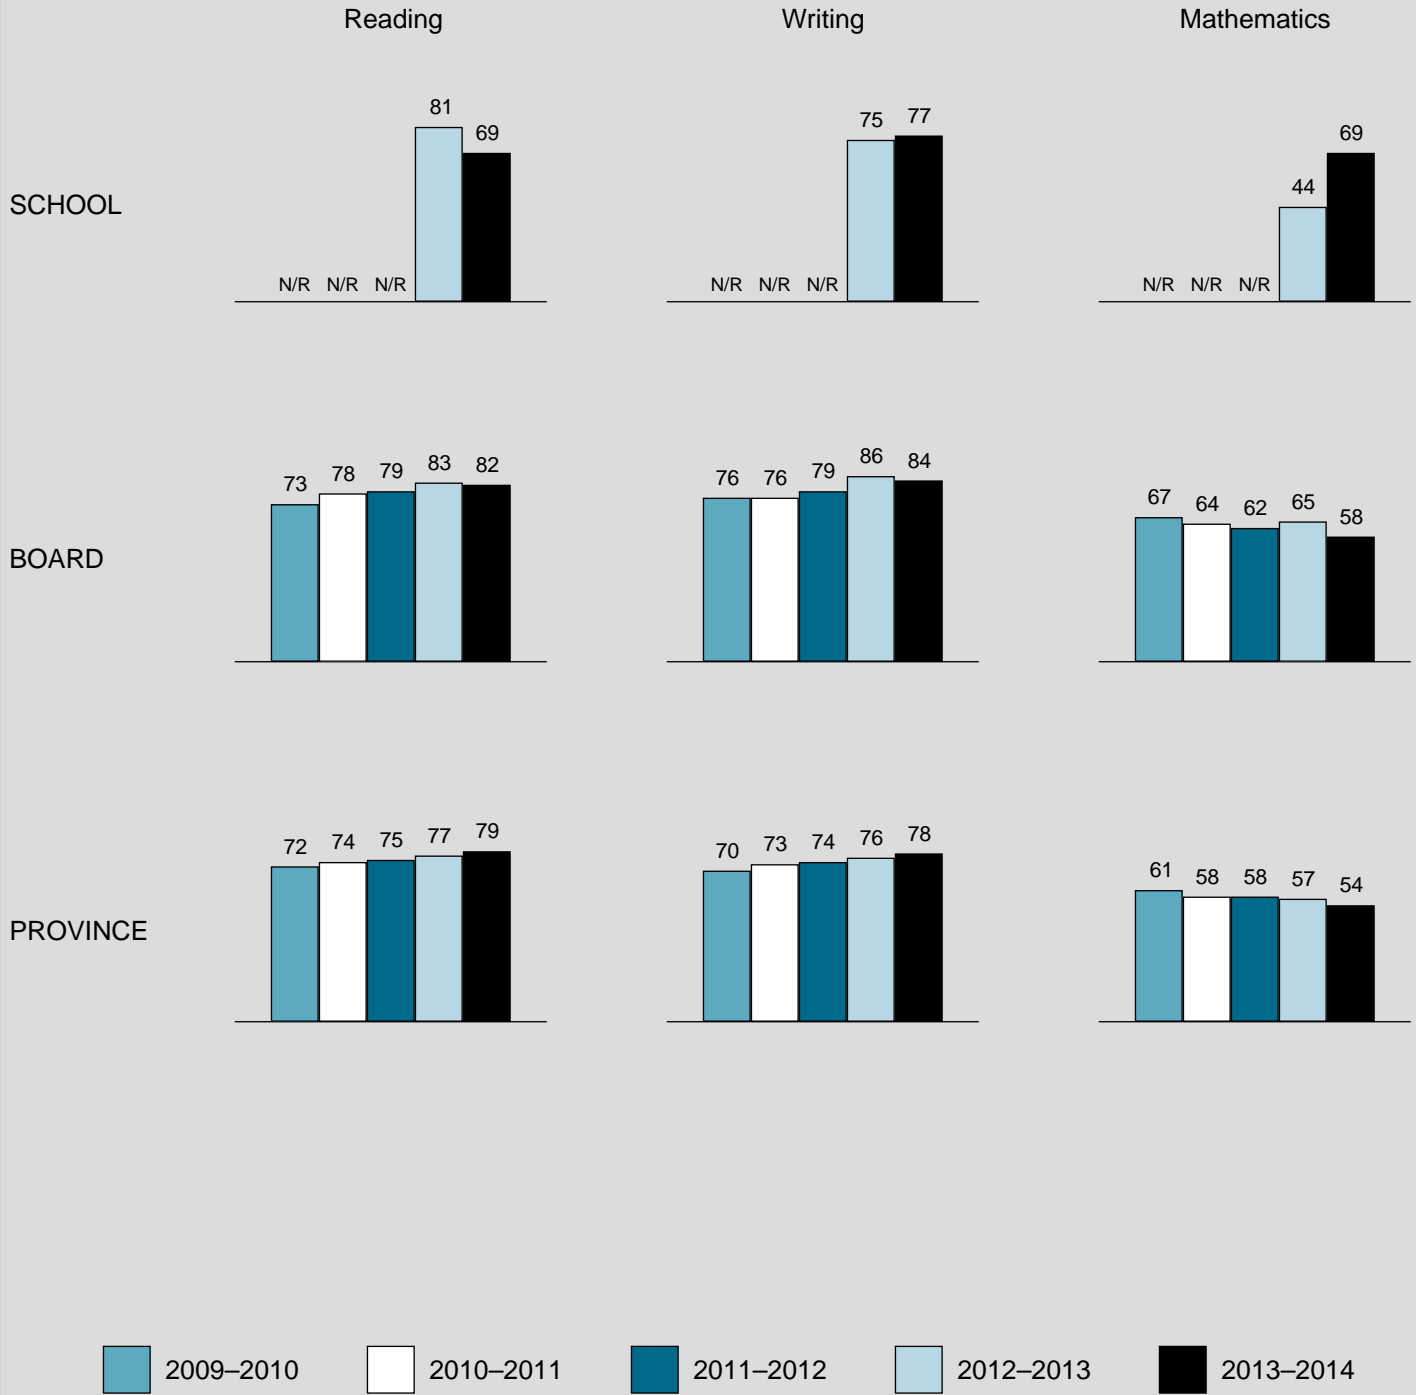 Reading Writing Mathematics
SCHOOL
81
69
N/R N/R N/R
75
77
N/R N/R N/R
44
69
N/R N/R N/R
BOARD
73 78 79 83 82
76 76 79 86 84
67 64 62 65 58
PROVINCE
72 74 75 77 79
70 73 74 76 78
61 58 58 57 54
2009–2010 2010–2011 2011–2012 2012–2013 2013–2014